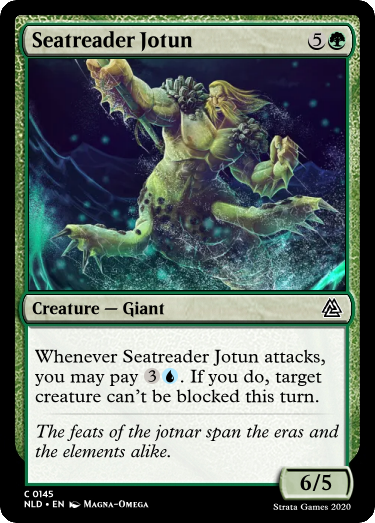 Seatreader Jotun 5
Creature — Giant
Whenever Seatreader Jotun attacks,
you may pay 3. If you do, target
creature can't be blocked this turn.
The feats of the jotnar span the eras and
the elements alike.
6/5
C 0145
NLD • EN Magna-Omega
Strata Games 2020